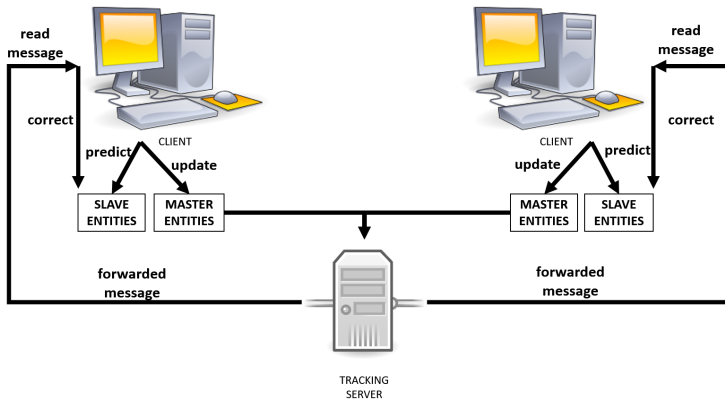 read
message
read
message
correct
correct
CLIENT
CLIENT
predict
update
update
predict
SLAVE
ENTITIES
MASTER
ENTITIES
MASTER
ENTITIES
SLAVE
ENTITIES
forwarded
message
forwarded
message
TRACKING
SERVER